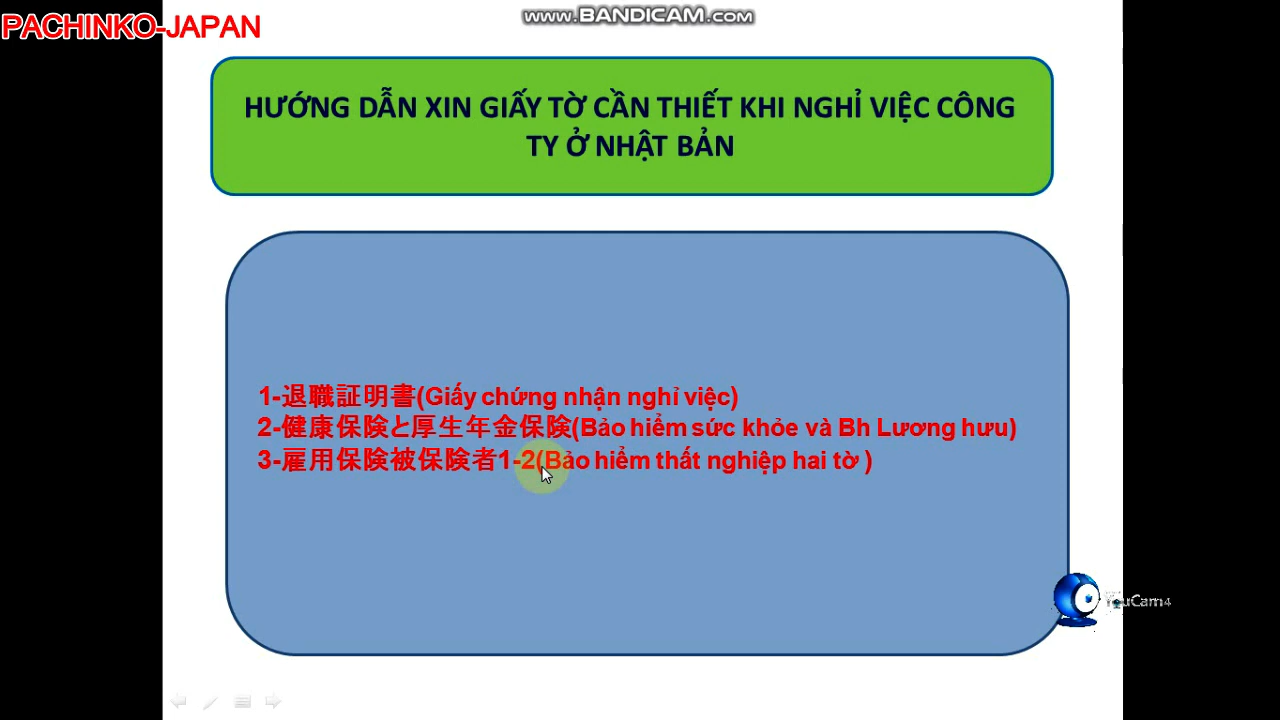 PACHINKO-JAPAN
www.BANDICAM.com
HƯỚNG DẪN XIN GIẤY TỜ CẦN THIẾT KHI NGHỈ VIỆC CÔNG
TY Ở NHẬT BẢN
1-退職証明書(Giấy chứng nhận nghỉ việc)
2-健康保険と厚生年金保険(Bảo hiểm sức khỏe và Bh Lương hưu)
3-雇用保険被保険者1-2(Bảo hiểm thất nghiệp hai tờ )
YouCam4